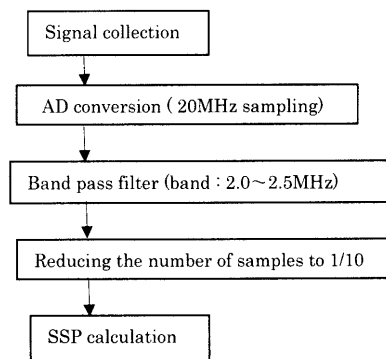 Signal collection
AD conversion ( 20MHz sampling)
Band pass filter (band : 2.0～2.5MHz)
Reducing the number of samples to 1/10
SSP calculation